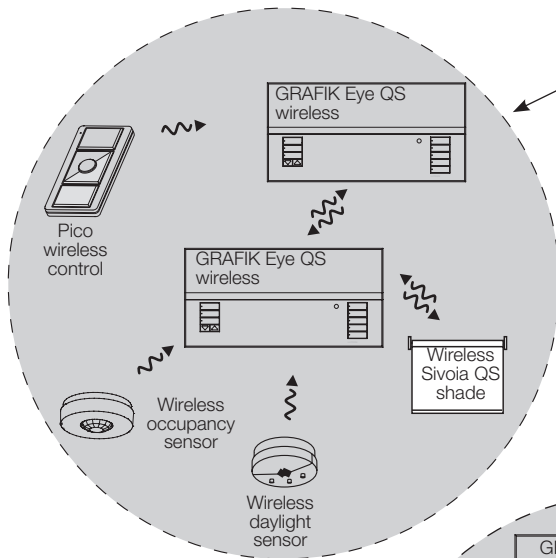 GRAFIK Eye QS
wireless
Pico
wireless
control
GRAFIK Eye QS
wireless
Wireless
Sivoia QS
shade
Wireless
occupancy
sensor
Wireless
daylight
sensor